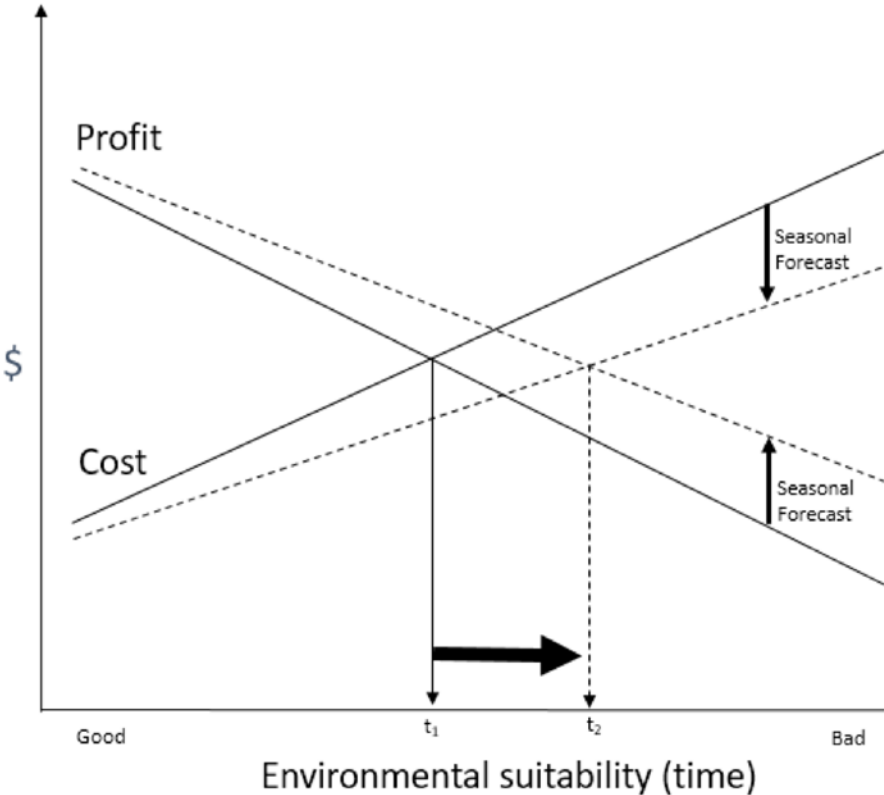 Profit
Seasonal
Forecast
$
Cost
Seasonal
Forecast
t₁
t₂
Good
Bad
Environmental suitability (time)